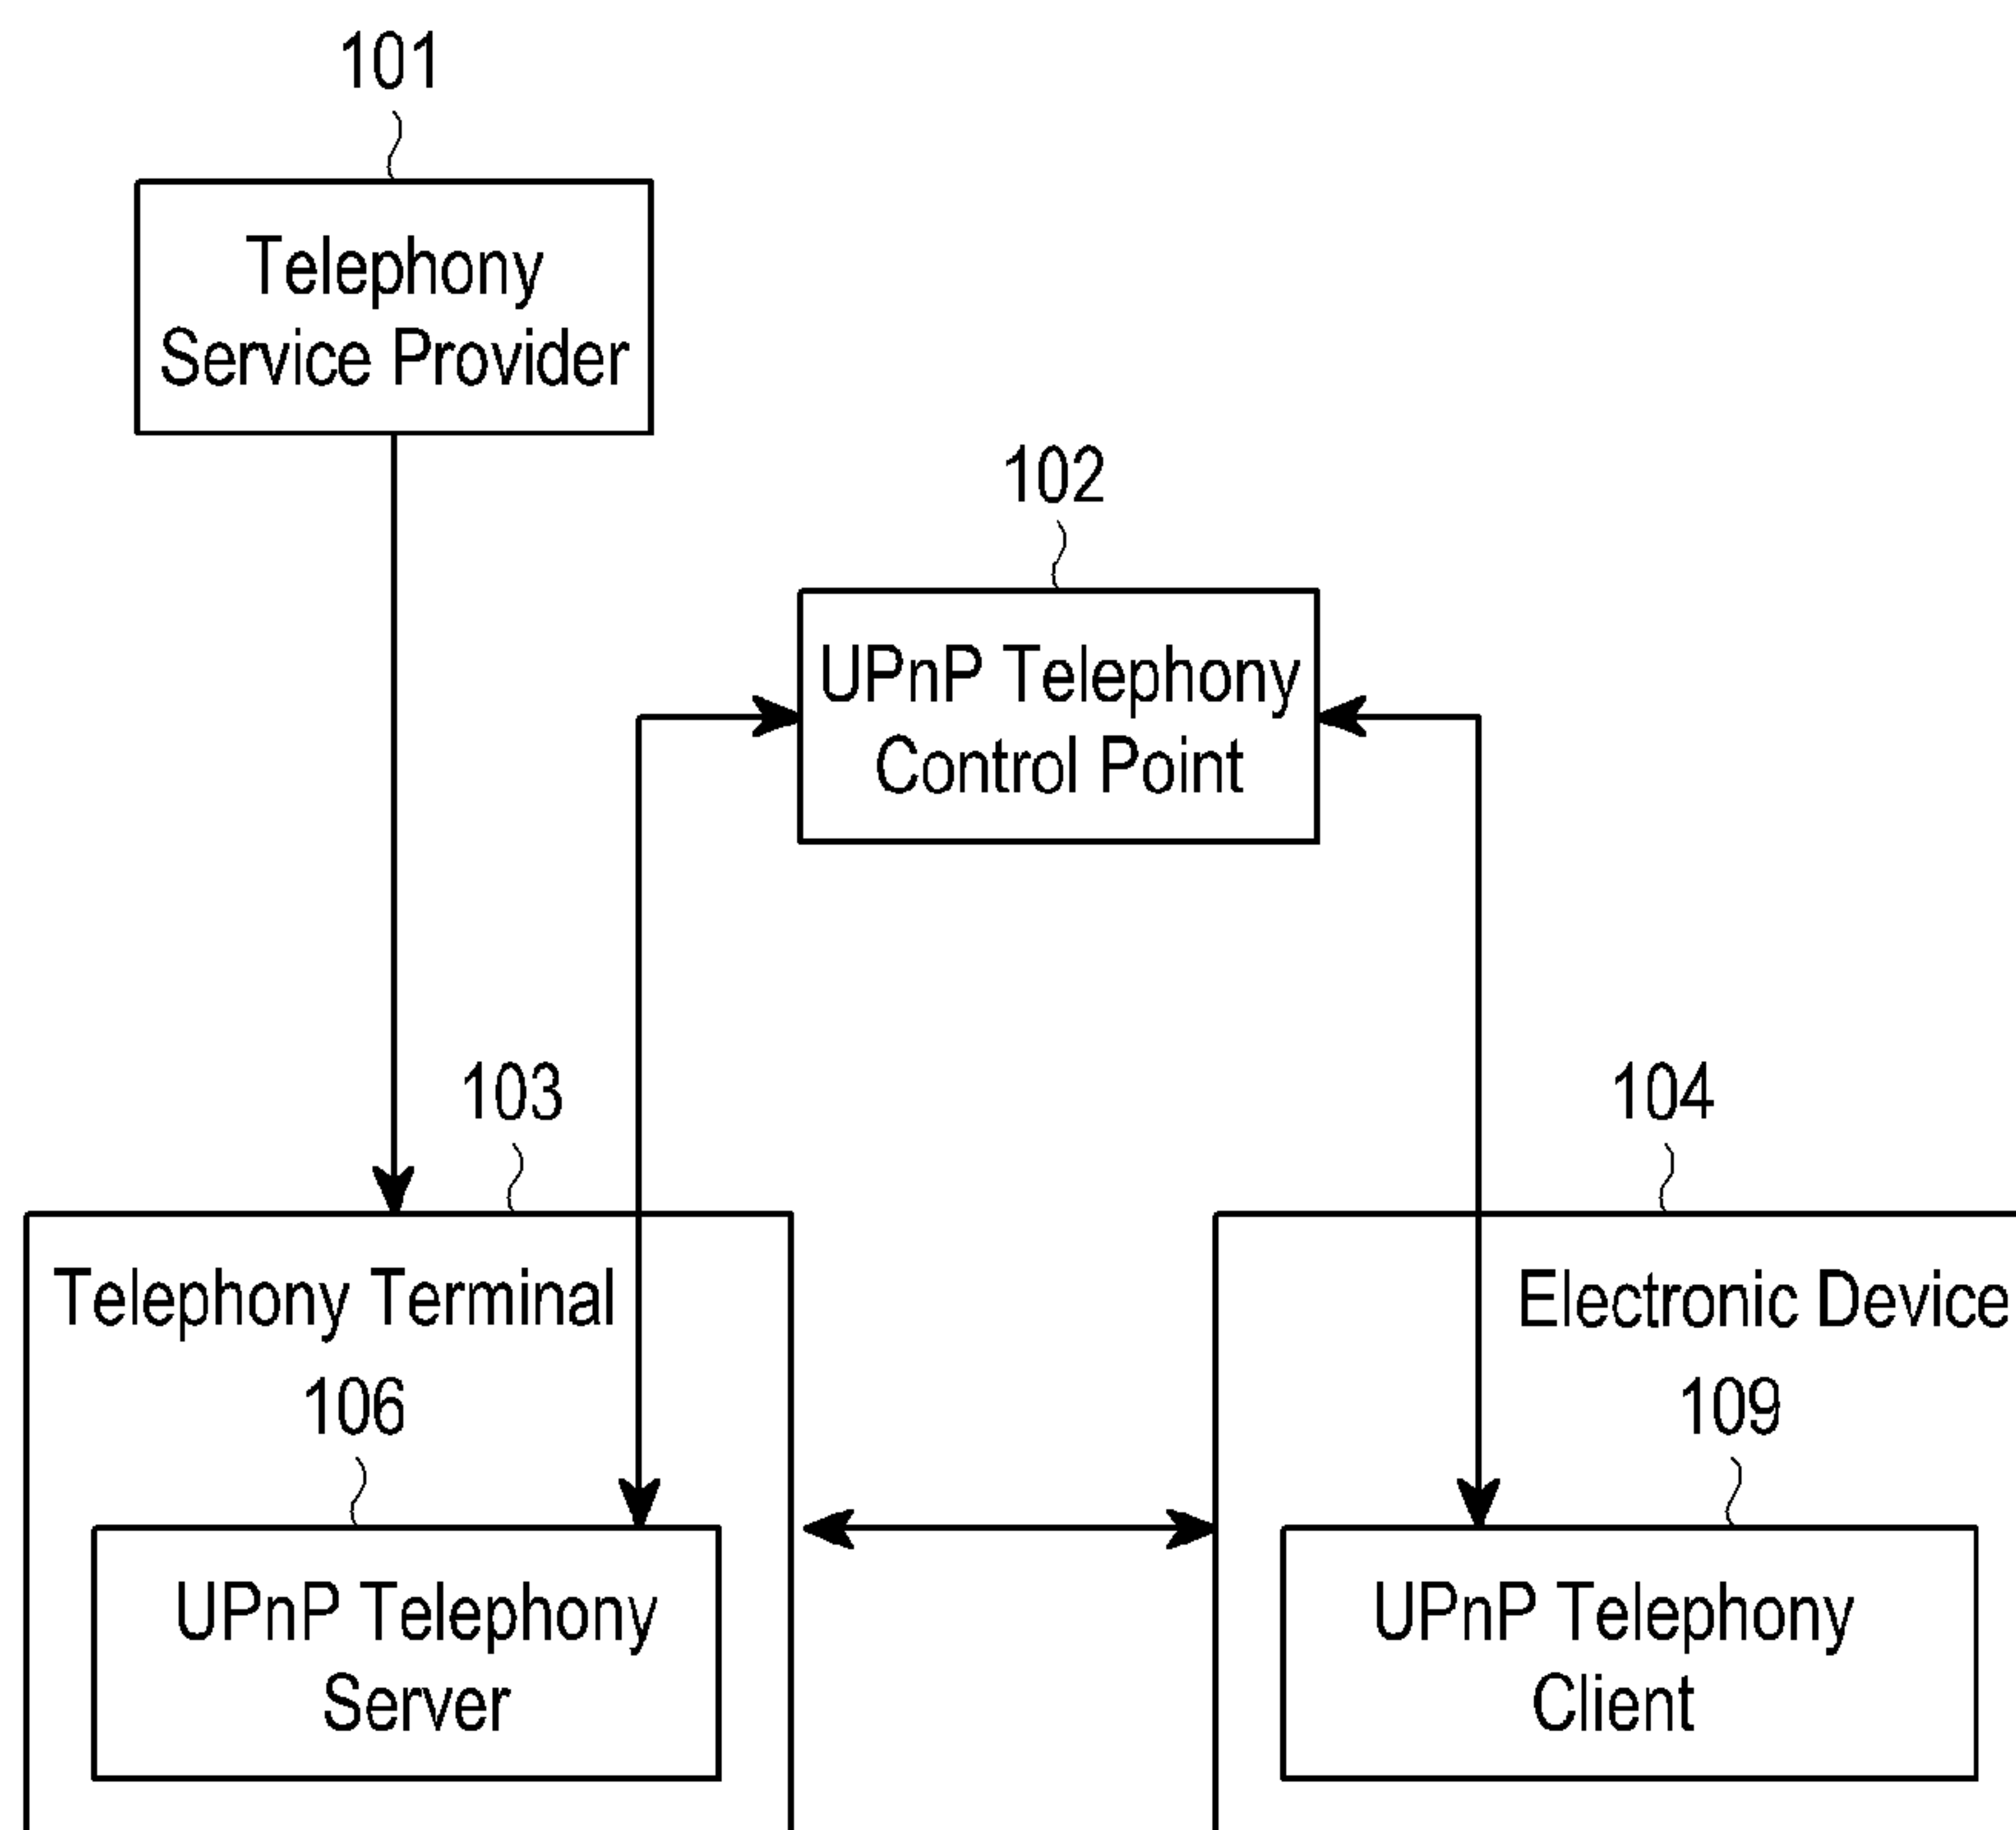 101
Telephony
Service Provider
102
UPnP Telephony
Control Point
103
Telephony Terminal
106
UPnP Telephony
Server
104
Electronic Device
109
UPnP Telephony
Client